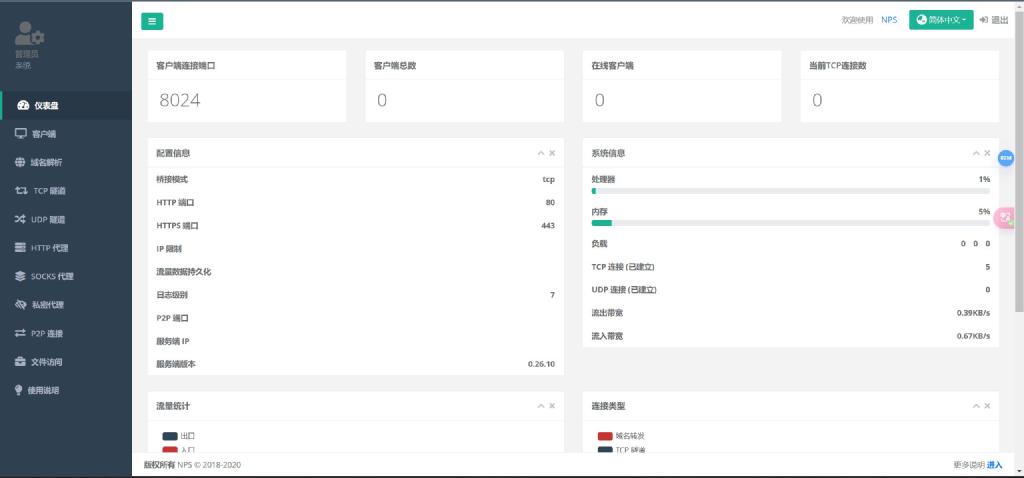 管理员
系统
仪表盘
客户端
域名解析
TCP 隧道
UDP 隧道
HTTP 代理
SOCKS 代理
私密代理
P2P 连接
文件访问
使用说明
欢迎使用 NPS 简体中文 退出
客户端连接端口
8024
客户端总数
0
在线客户端
0
当前TCP连接数
0
配置信息
桥接模式 tcp
HTTP 端口 80
HTTPS 端口 443
IP 限制
流量数据持久化
日志级别 7
P2P 端口
服务端 IP
服务端版本 0.26.10
系统信息
处理器 1%
内存 5%
负载 0 0 0
TCP 连接 (已建立) 5
UDP 连接 (已建立) 0
流出带宽 0.39KB/s
流入带宽 0.67KB/s
流量统计
出口
入口
连接类型
域名转发
TCP 隧道
版权所有 NPS © 2018-2020
更多说明 进入